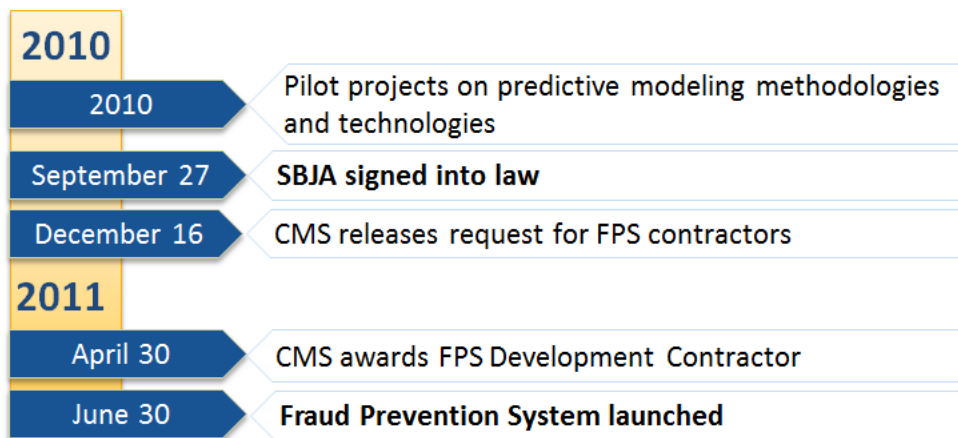 2010
2010
Pilot projects on predictive modeling methodologies
and technologies
September 27
SBJA signed into law
December 16
CMS releases request for FPS contractors
2011
April 30
CMS awards FPS Development Contractor
June 30
Fraud Prevention System launched